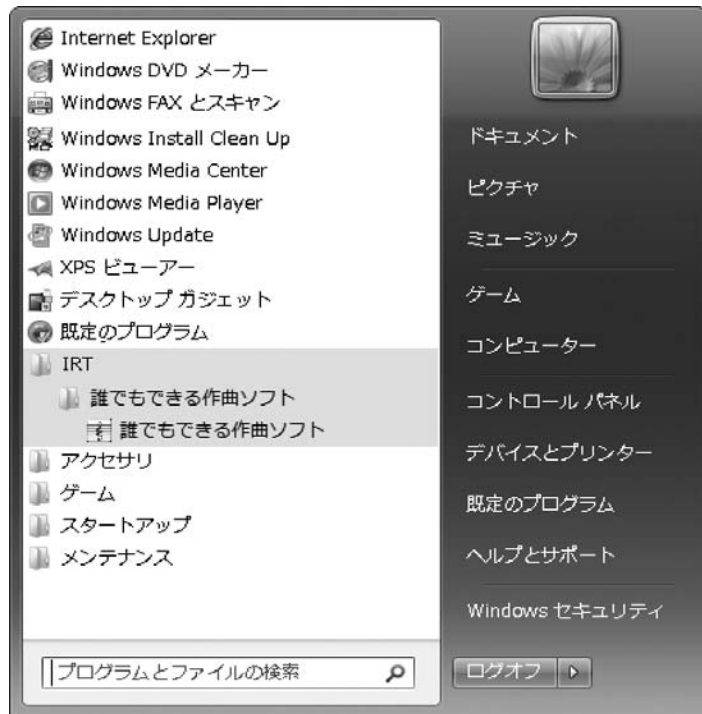 Internet Explorer
Windows DVD メーカー
Windows FAX とスキャン
Windows Install Clean Up
Windows Media Center
Windows Media Player
Windows Update
XPS ビューアー
デスクトップ ガジェット
既定のプログラム
IRT
誰でもできる作曲ソフト
誰でもできる作曲ソフト
アクセサリ
ゲーム
スタートアップ
メンテナンス
プログラムとファイルの検索
ドキュメント
ピクチャ
ミュージック
ゲーム
コンピューター
コントロール パネル
デバイスとプリンター
既定のプログラム
ヘルプとサポート
Windows セキュリティ
ログオフ